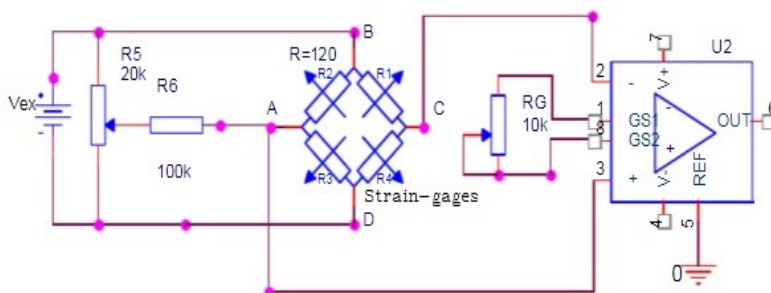 B
7
U2
R5
20k
R=120
R6
R2
R1
V+
2
-
Vex
A
C
RG
10k
1
GS1
-
OUT
6
8
GS2
+
100k
R3
R4
3
+
V-
REF
Strain-gages
D
4
5
0